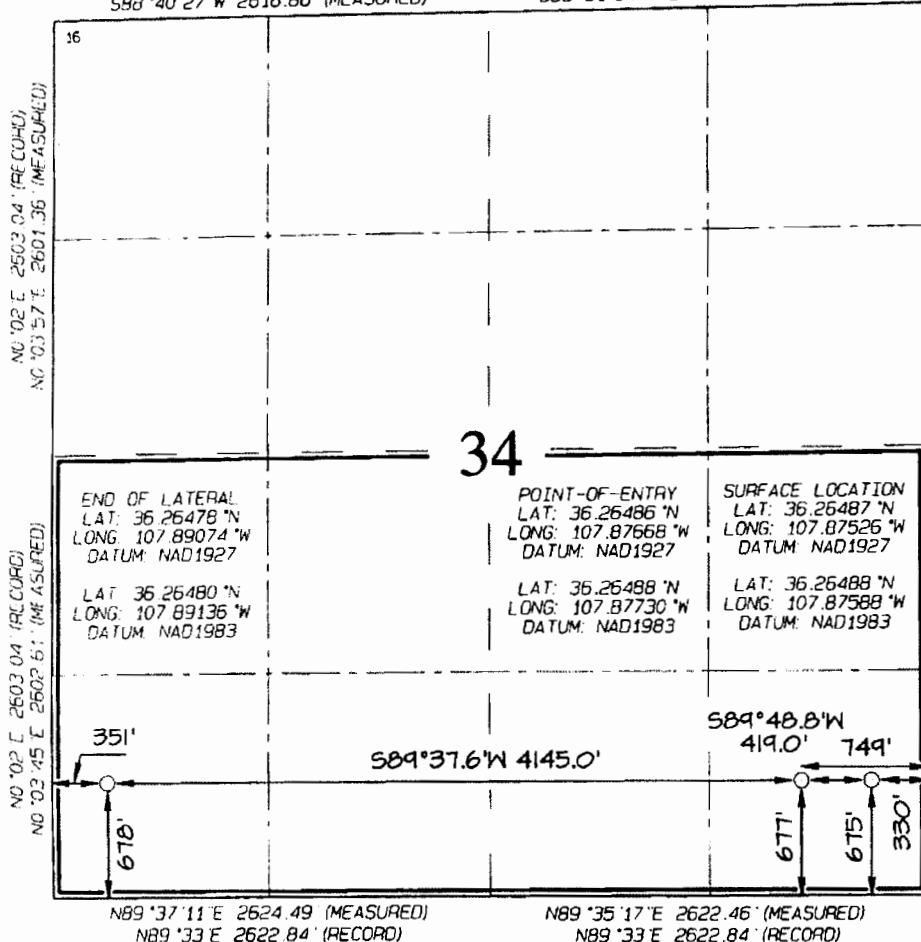 S88°40'27"W 2616.86' (MEASURED)
16
N0°02'E 2603.04' (RECORD)
N0°03'57"E 2601.36' (MEASURED)
34
END OF LATERAL
LAT: 36.26478°N
LONG: 107.89074°W
DATUM: NAD1927
LAT: 36.26480°N
LONG: 107.89136°W
DATUM: NAD1983
POINT-OF-ENTRY
LAT: 36.26486°N
LONG: 107.87668°W
DATUM: NAD1927
LAT: 36.26488°N
LONG: 107.87730°W
DATUM: NAD1983
SURFACE LOCATION
LAT: 36.26487°N
LONG: 107.87526°W
DATUM: NAD1927
LAT: 36.26488°N
LONG: 107.87588°W
DATUM: NAD1983
N0°02'E 2603.04' (RECORD)
N0°03'45"E 2602.61' (MEASURED)
351'
S89°37.6'W 4145.0'
S89°48.8'W
419.0'
749'
678'
677'
675'
330'
N89°37'11"E 2624.49' (MEASURED)
N89°33'E 2622.84' (RECORD)
N89°35'17"E 2622.46' (MEASURED)
N89°33'E 2622.84' (RECORD)